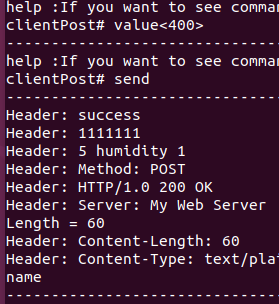 help :If you want to see comman
clientPost# value<400>
--------------------------------
help :If you want to see comma
clientPost# send
--------------------------------
Header: success
Header: 1111111
Header: 5 humidity 1
Header: Method: POST
Header: HTTP/1.0 200 OK
Header: Server: My Web Server
Length = 60
Header: Content-Length: 60
Header: Content-Type: text/plai
name
--------------------------------